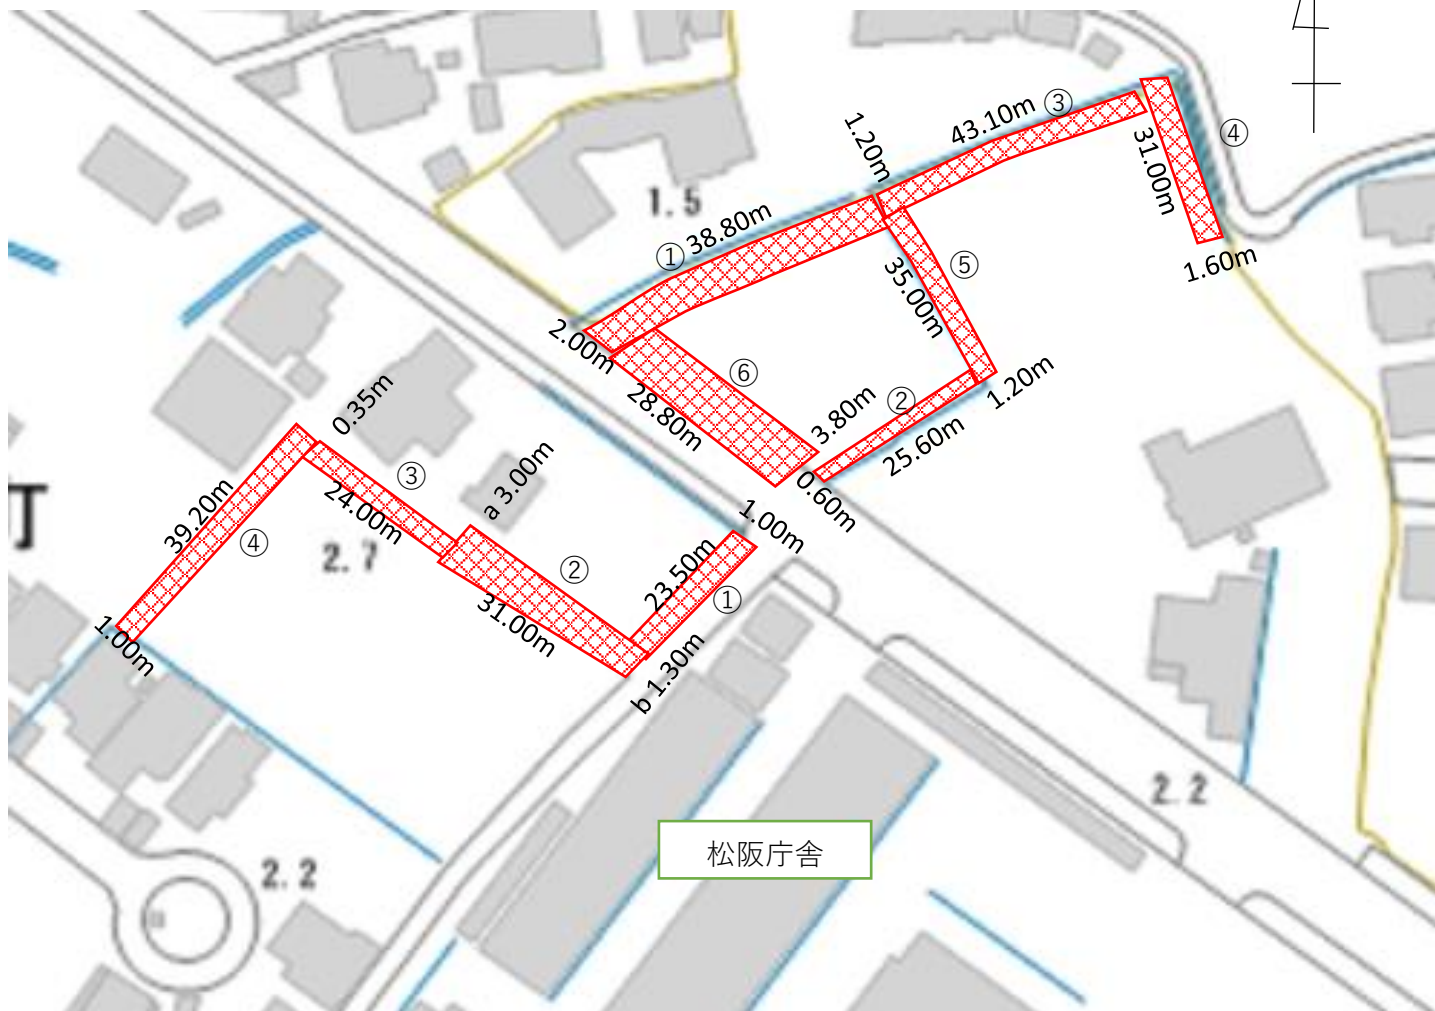 43.10m
③
④
1.20m
31.00m
1.5
38.80m
①
⑤
1.60m
35.00m
2.00m
⑥
28.80m
3.80m
②
1.20m
25.60m
0.60m
0.35m
③
a 3.00m
24.00m
39.20m
④
2.7
1.00m
23.50m
②
①
31.00m
1.00m
b 1.30m
2.2
松阪庁舎
2.2